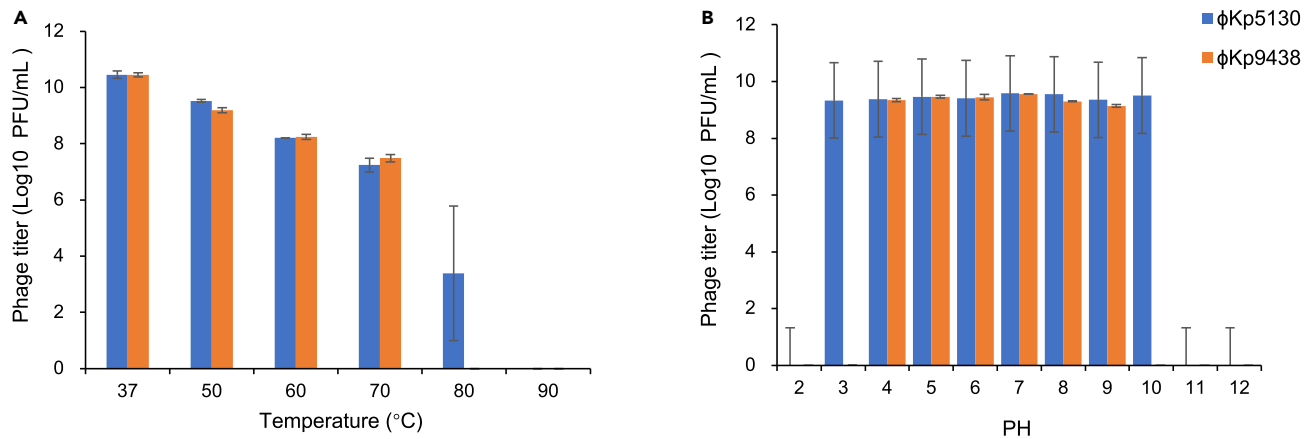 A
12
10
8
6
4
2
0
Phage titer (Log10 PFU/mL )
37 50 60 70 80 90
Temperature (°C)
B
12
10
8
6
4
2
0
Phage titer (Log10 PFU/mL )
2 3 4 5 6 7 8 9 10 11 12
PH
ϕKp5130
ϕKp9438